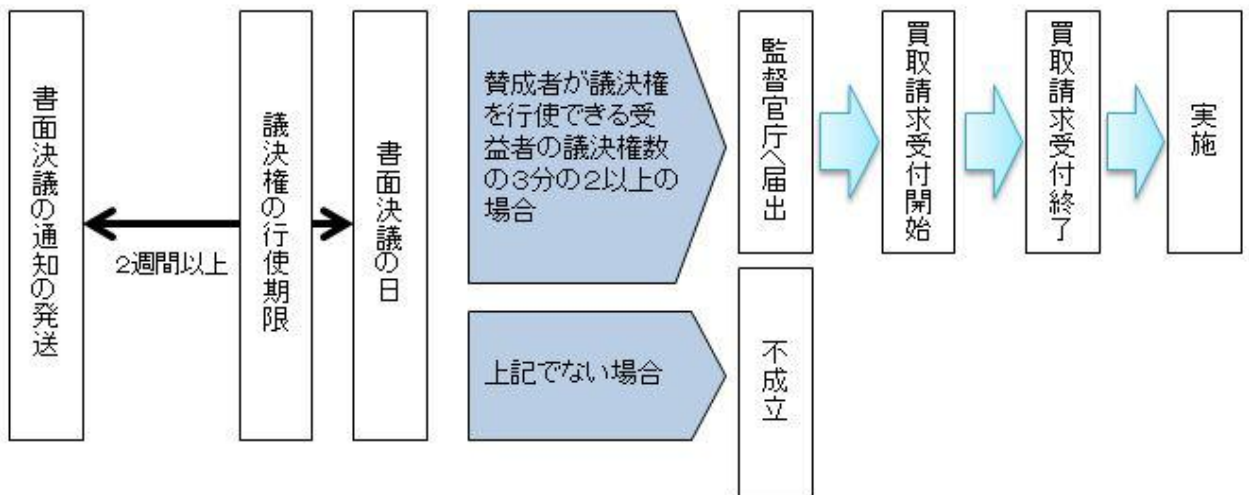 書面決議の通知の発送
2週間以上
議決権の行使期限
書面決議の日
賛成者が議決権
を行使できる受
益者の議決権数
の3分の2以上の
場合
監督官庁へ届出
買取請求受付開始
買取請求受付終了
実施
上記でない場合
不成立